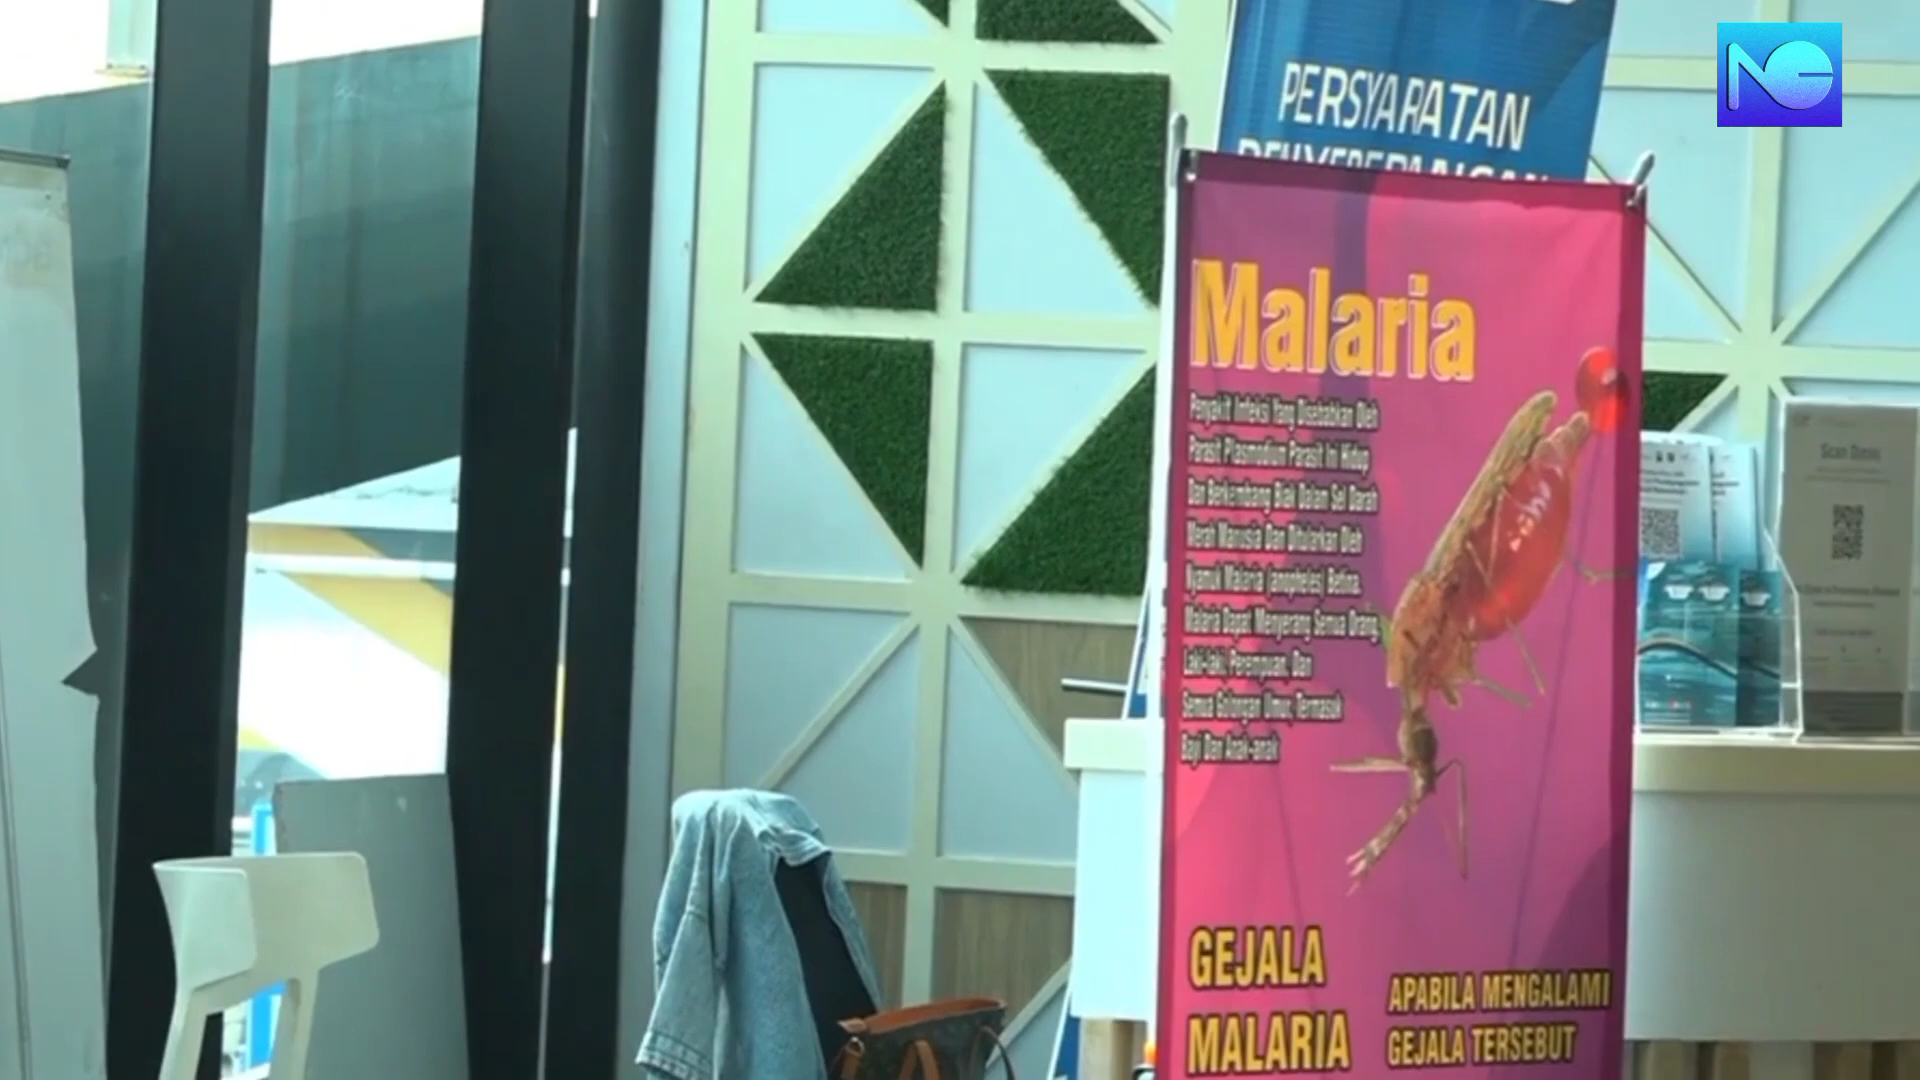 NG
PERSYARATAN
PENYEBERANGAN
Malaria
Penyakit Infeksi Yang Disebabkan Oleh
Parasit Plasmodium Parasit Ini Hidup
Dan Berkembang Biak Dalam Sel Darah
Merah Manusia Dan Ditularkan Oleh
Nyamuk Malaria (anopheles) Betina.
Malaria Dapat Menyerang Semua Orang,
Laki-laki, Perempuan, Dan
Semua Golongan Umur, Termasuk
Bayi Dan Anak-anak
GEJALA
MALARIA
APABILA MENGALAMI
GEJALA TERSEBUT